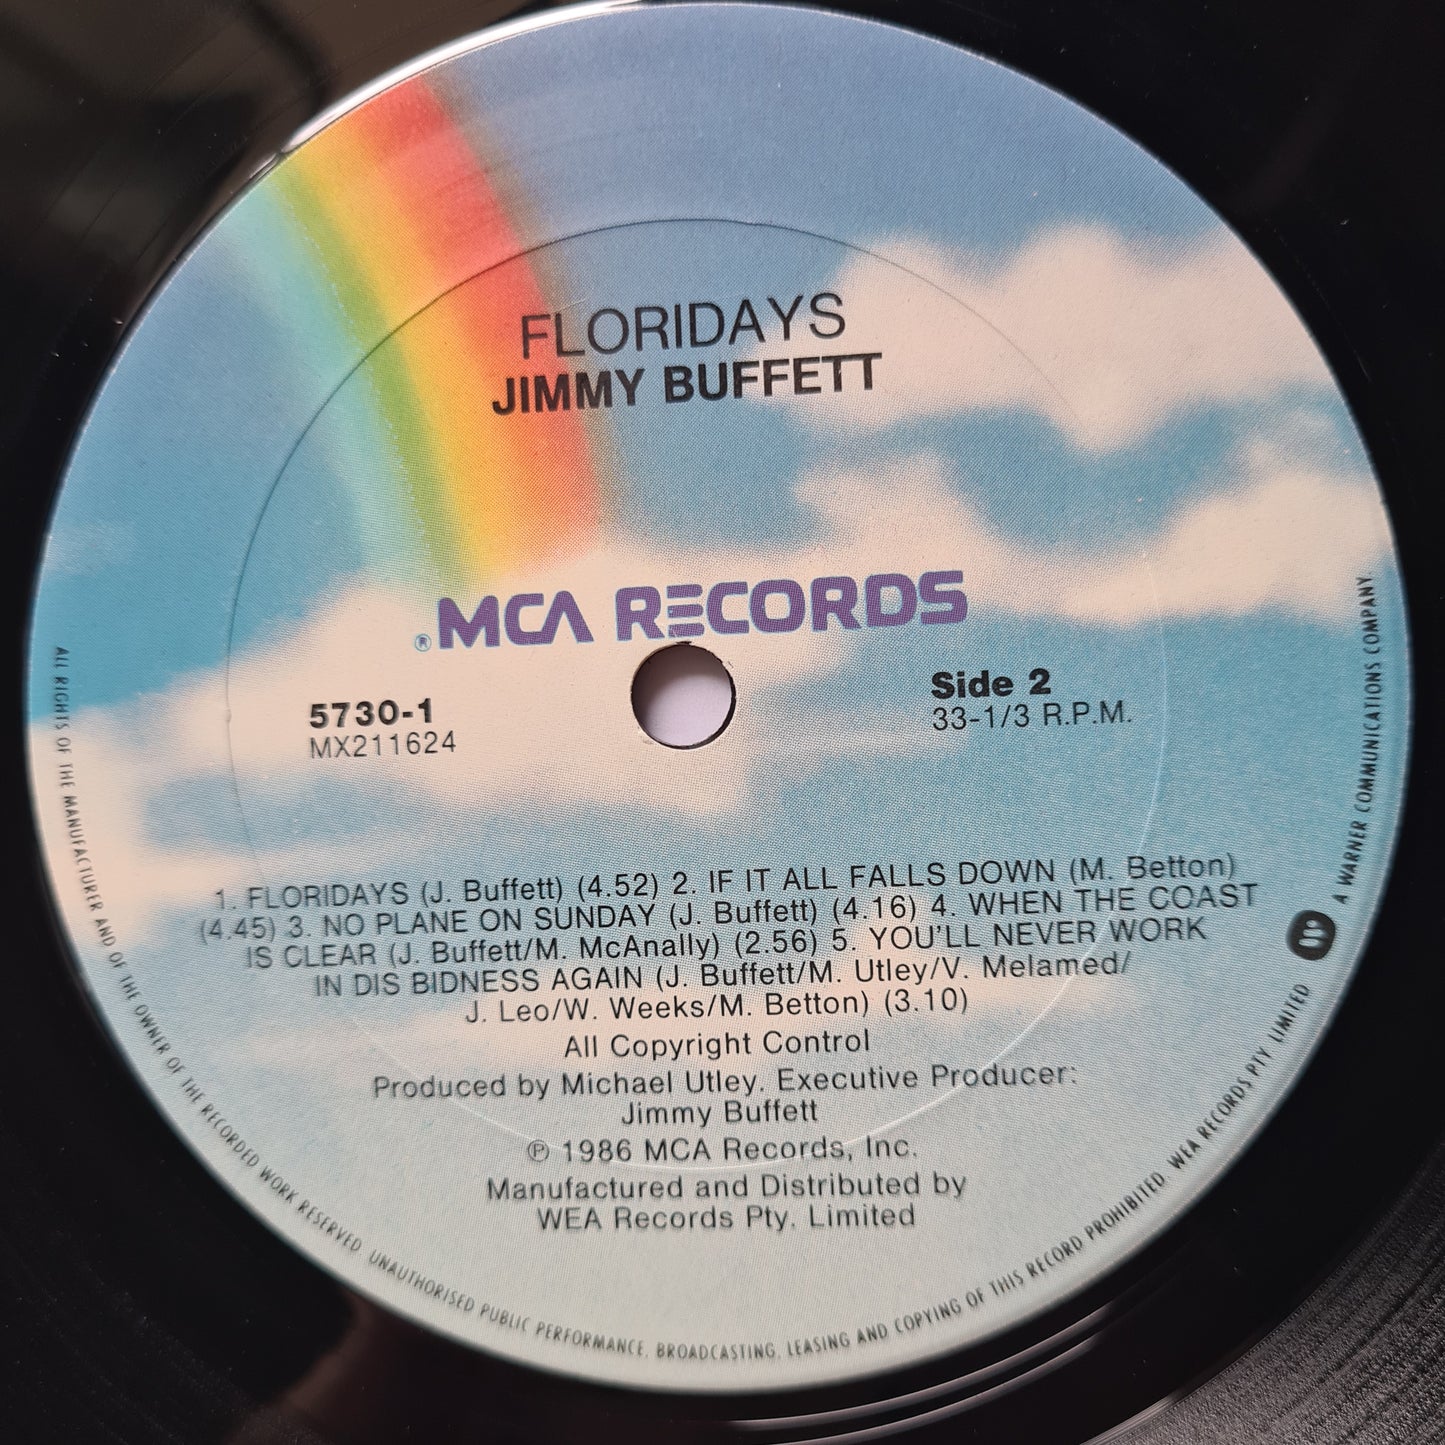 FLORIDAYS
JIMMY BUFFETT
® MCA RECORDS
5730-1
MX211624
Side 2
33-1/3 R.P.M.
1. FLORIDAYS (J. Buffett) (4.52) 2. IF IT ALL FALLS DOWN (M. Betton)
(4.45) 3. NO PLANE ON SUNDAY (J. Buffett) (4.16) 4. WHEN THE COAST
IS CLEAR (J. Buffett/M. McAnally) (2.56) 5. YOU'LL NEVER WORK
IN DIS BIDNESS AGAIN (J. Buffett/M. Utley/V. Melamed/
J. Leo/W. Weeks/M. Betton) (3.10)
All Copyright Control
Produced by Michael Utley. Executive Producer:
Jimmy Buffett
℗ 1986 MCA Records, Inc.
Manufactured and Distributed by
WEA Records Pty. Limited
ALL RIGHTS OF THE MANUFACTURER AND OF THE OWNER OF THE RECORDED WORK RESERVED UNAUTHORISED PUBLIC PERFORMANCE, BROADCASTING, LEASING AND COPYING OF THIS RECORD PROHIBITED WEA RECORDS PTY. LIMITED A WARNER COMMUNICATIONS COMPANY.